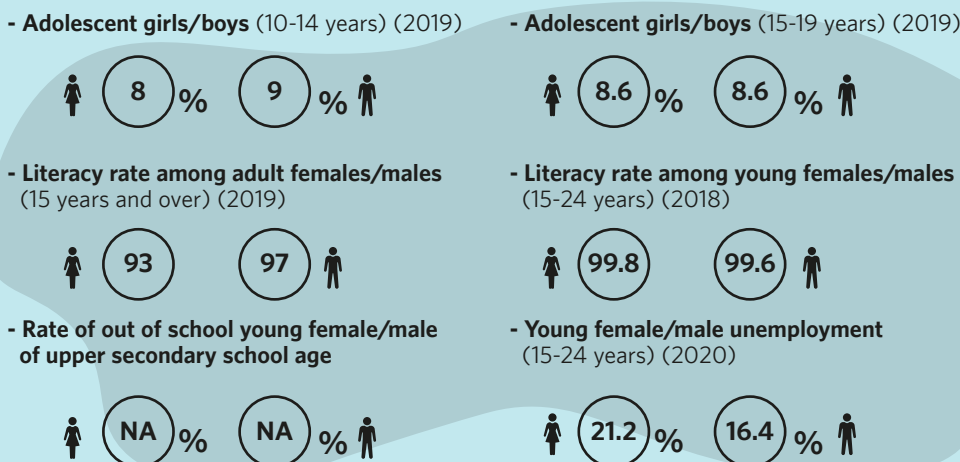 - Adolescent girls/boys (10-14 years) (2019)
8 % 9 %
- Adolescent girls/boys (15-19 years) (2019)
8.6 % 8.6 %
- Literacy rate among adult females/males
(15 years and over) (2019)
93 97
- Literacy rate among young females/males
(15-24 years) (2018)
99.8 99.6
- Rate of out of school young female/male
of upper secondary school age
NA % NA %
- Young female/male unemployment
(15-24 years) (2020)
21.2 % 16.4 %